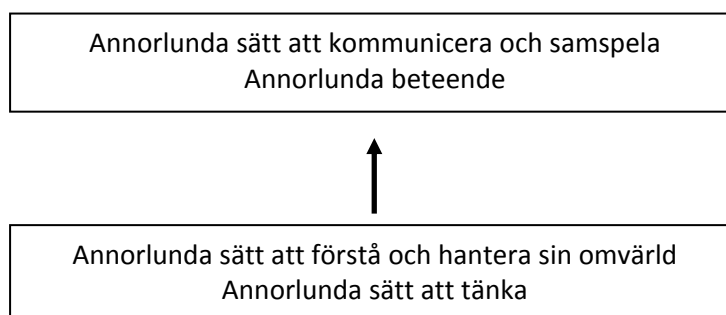 Annorlunda sätt att kommunicera och samspela
Annorlunda beteende
Annorlunda sätt att förstå och hantera sin omvärld
Annorlunda sätt att tänka